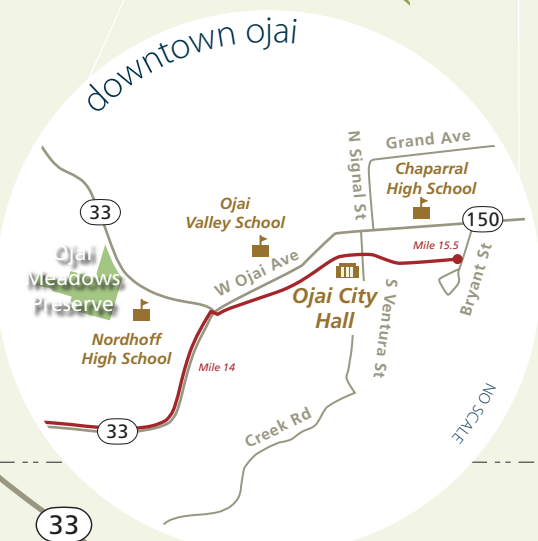 downtown ojai
N Signal St
Grand Ave
Chaparral
High School
Ojai
Valley School
33
150
Mile 15.5
Ojai
Meadows
Preserve
W Ojai Ave
Bryant St
Ojai City
Hall
S Ventura St
Nordhoff
High School
Mile 14
NO SCALE
Creek Rd
33
33